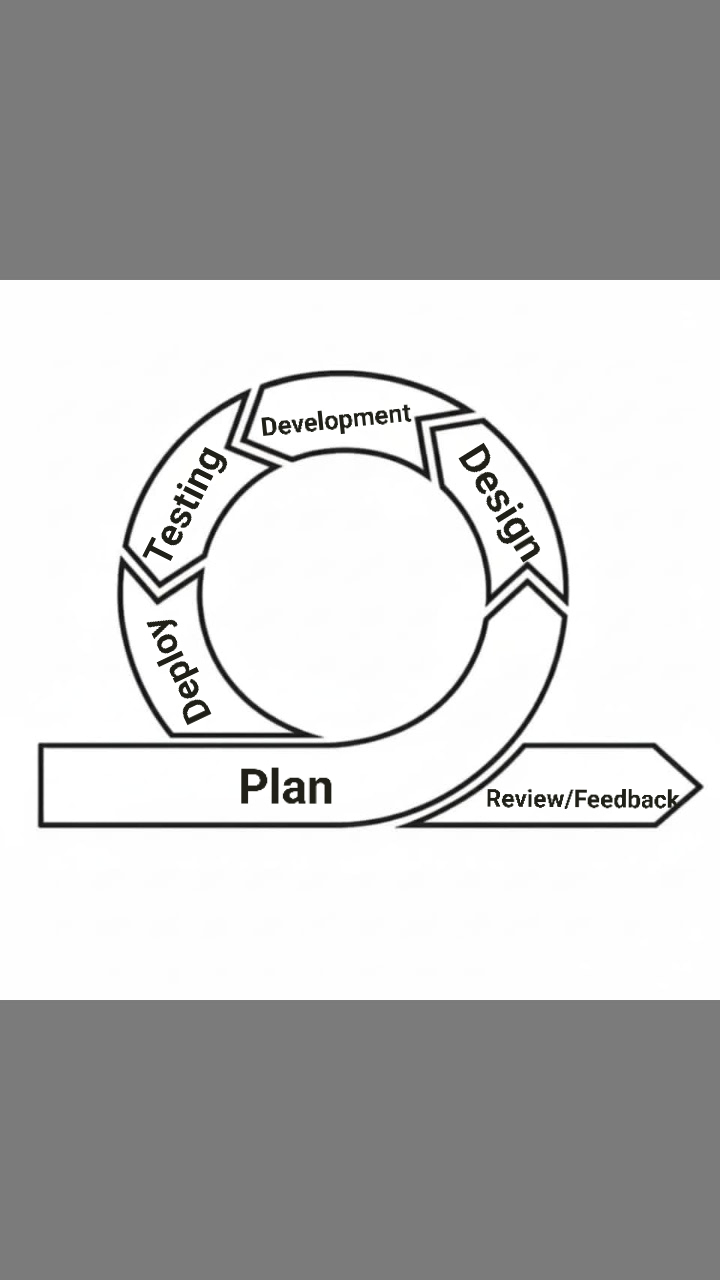 Development
Design
Testing
Deploy
Plan
Review/Feedback